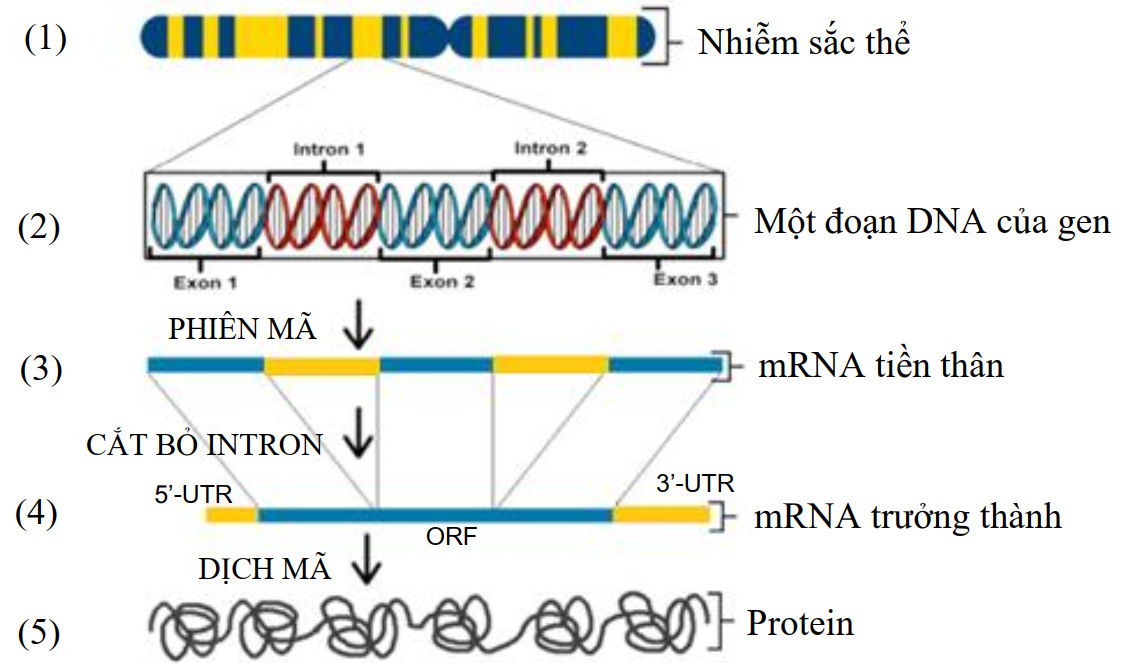 (1)
Nhiễm sắc thể
Intron 1
Intron 2
(2)
Một đoạn DNA của gen
Exon 1
Exon 2
Exon 3
PHIÊN MÃ
(3)
mRNA tiền thân
CẮT BỎ INTRON
5’-UTR
3’-UTR
(4)
mRNA trưởng thành
ORF
DỊCH MÃ
(5)
Protein